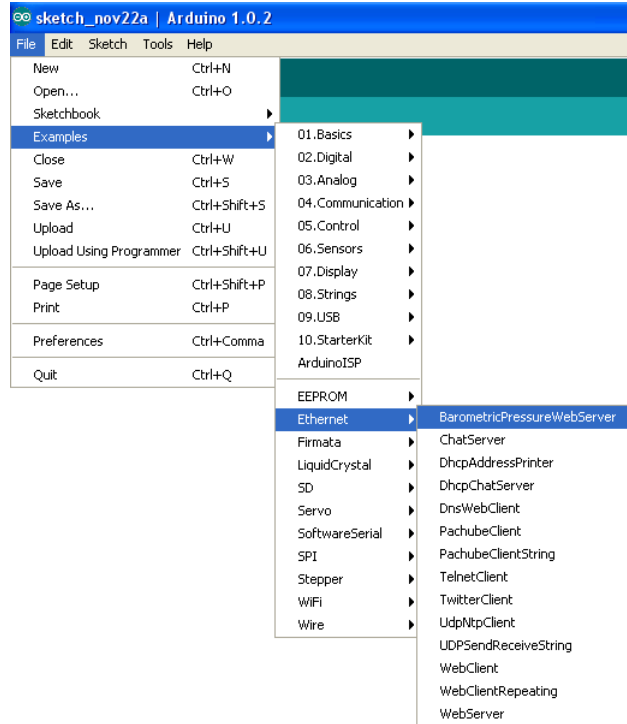 sketch_nov22a | Arduino 1.0.2
File Edit Sketch Tools Help
New Ctrl+N
Open... Ctrl+O
Sketchbook
Examples
Close Ctrl+W
Save Ctrl+S
Save As... Ctrl+Shift+S
Upload Ctrl+U
Upload Using Programmer Ctrl+Shift+U
Page Setup Ctrl+Shift+P
Print Ctrl+P
Preferences Ctrl+Comma
Quit Ctrl+Q
01.Basics
02.Digital
03.Analog
04.Communication
05.Control
06.Sensors
07.Display
08.Strings
09.USB
10.StarterKit
ArduinoISP
EEPROM
Ethernet
Firmata
LiquidCrystal
SD
Servo
SoftwareSerial
SPI
Stepper
WiFi
Wire
BarometricPressureWebServer
ChatServer
DhcpAddressPrinter
DhcpChatServer
DnsWebClient
PachubeClient
PachubeClientString
TelnetClient
TwitterClient
UdpNtpClient
UDPSendReceiveString
WebClient
WebClientRepeating
WebServer